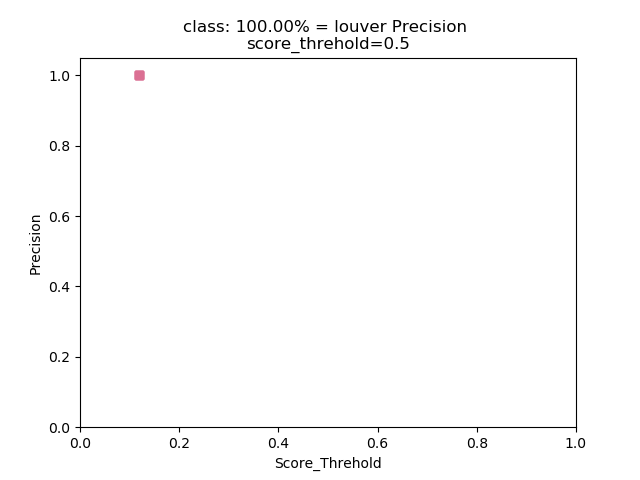 class: 100.00% = louver Precision
score_threhold=0.5
1.0
0.8
0.6
0.4
0.2
0.0
Precision
0.0 0.2 0.4 0.6 0.8 1.0
Score_Threhold